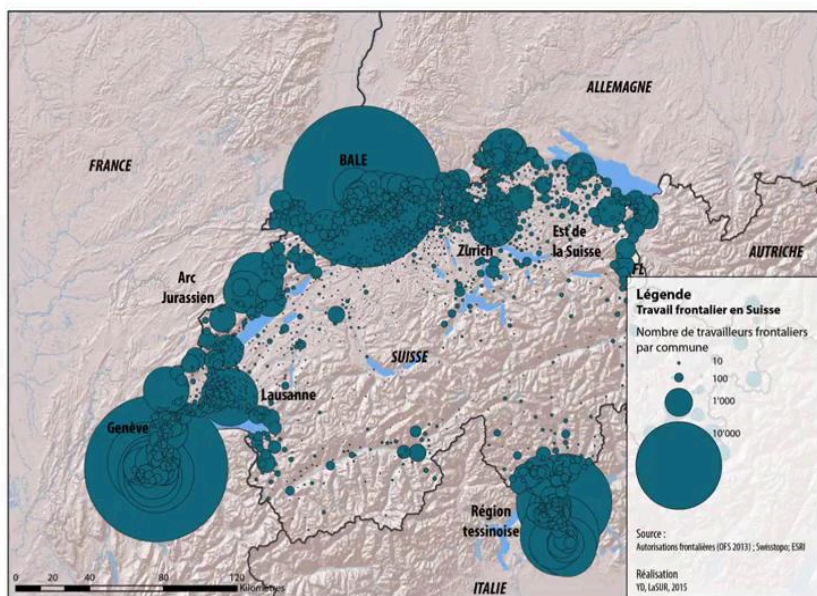 ALLEMAGNE
FRANCE
BALE
Zurich
Est de
la Suisse
AUTRICHE
FL
Arc
Jurassien
SUISSE
Lausanne
Genève
Région
tessinoise
ITALIE
0 20 40 60 80 120
Kilomètres
Légende
Travail frontalier en Suisse
Nombre de travailleurs frontaliers
par commune
10
100
1'000
10'000
Source :
Autorisations frontalières (OFS 2013) ; Swisstopo; ESRI
Réalisation
YD, LaSUR, 2015